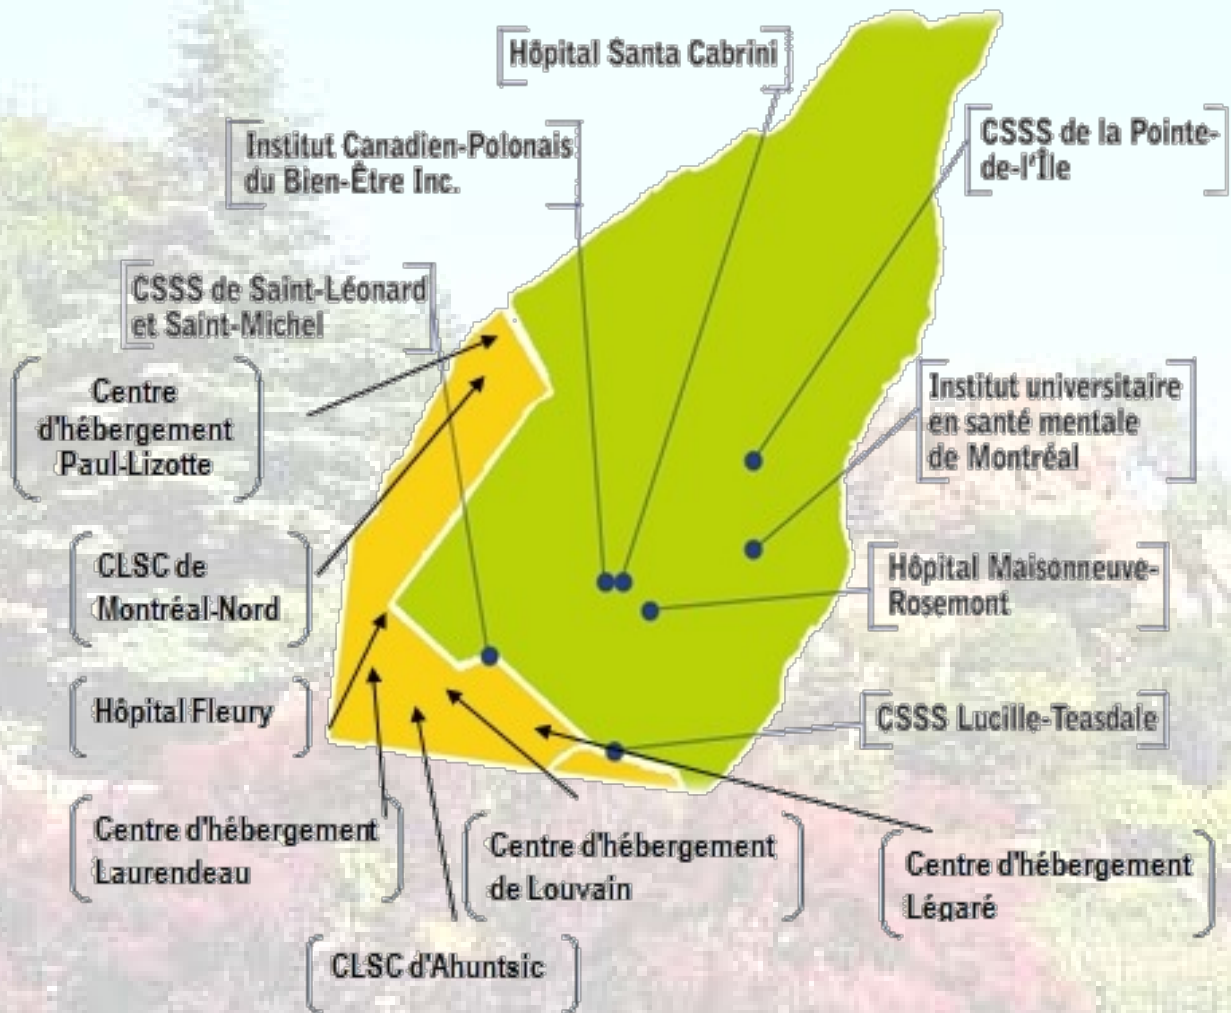 Hôpital Santa Cabrini
Institut Canadien-Polonais
du Bien-Être Inc.
CSSS de la Pointe-
de-l'Île
CSSS de Saint-Léonard
et Saint-Michel
Centre
d'hébergement
Paul-Lizotte
Institut universitaire
en santé mentale
de Montréal
CLSC de
Montréal-Nord
Hôpital Maisonneuve-
Rosemont
Hôpital Fleury
CSSS Lucille-Teasdale
Centre d'hébergement
Laurendeau
Centre d'hébergement
de Louvain
Centre d'hébergement
Légaré
CLSC d'Ahuntsic